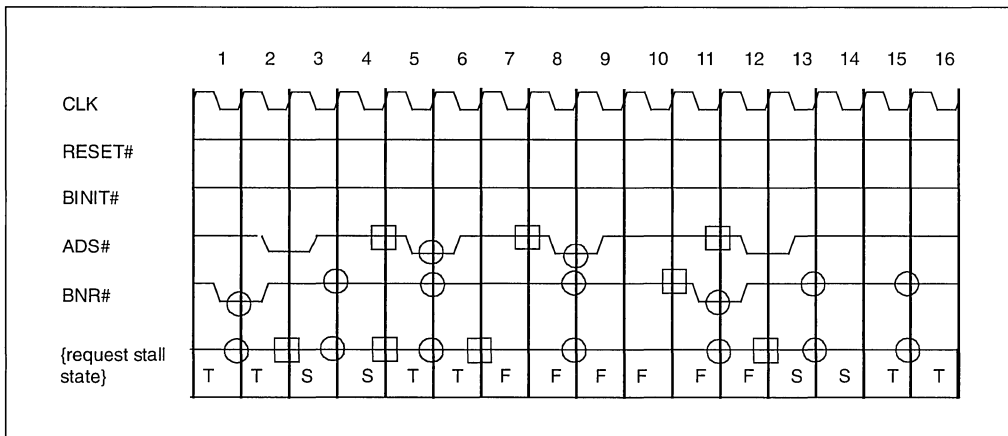 1 2 3 4 5 6 7 8 9 10 11 12 13 14 15 16
CLK
RESET#
BINIT#
ADS#
BNR#
{request stall
state}
T T S S T T F F F F F F S S T T